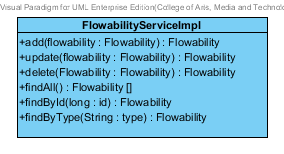 Visual Paradigm for UML Enterprise Edition(College of Arts, Media and Technolo
FlowabilityServiceImpl
+add(flowability : Flowability) : Flowability
+update(flowability : Flowability) : Flowability
+delete(Flowability : Flowability) : Flowability
+findAll() : Flowability []
+findById(long : id) : Flowability
+findByType(String : type) : Flowability